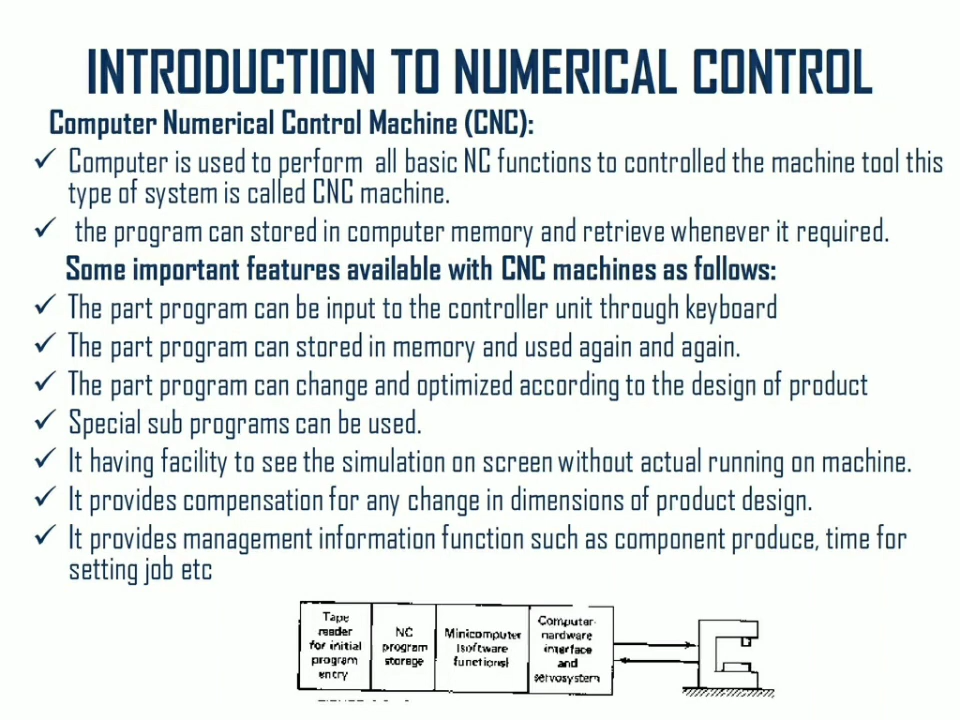 INTRODUCTION TO NUMERICAL CONTROL
Computer Numerical Control Machine (CNC):
✓ Computer is used to perform all basic NC functions to controlled the machine tool this
type of system is called CNC machine.
✓ the program can stored in computer memory and retrieve whenever it required.
Some important features available with CNC machines as follows:
✓ The part program can be input to the controller unit through keyboard
✓ The part program can stored in memory and used again and again.
✓ The part program can change and optimized according to the design of product
✓ Special sub programs can be used.
✓ It having facility to see the simulation on screen without actual running on machine.
✓ It provides compensation for any change in dimensions of product design.
✓ It provides management information function such as component produce, time for
setting job etc
Tape
reader
for initial
program
entry
NC
program
storage
Minicomputer
(software
functions)
Computer-
hardware
interface
and
servosystem